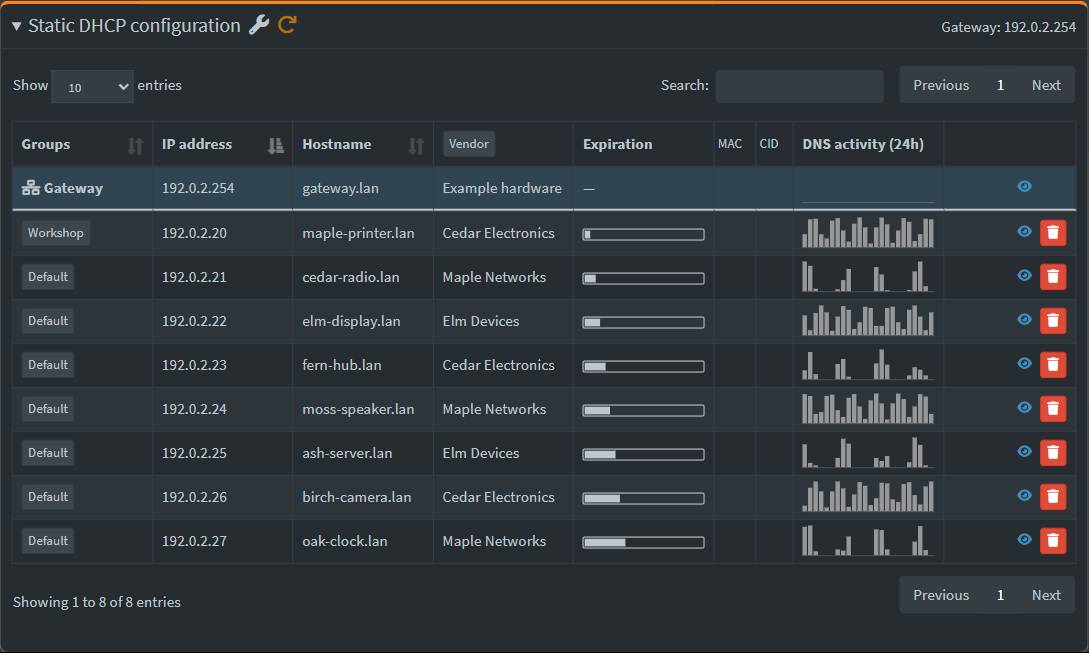 ▼ Static DHCP configuration Gateway: 192.0.2.254
Show 10 entries Search: Previous 1 Next
Groups IP address Hostname Vendor Expiration MAC CID DNS activity (24h)
Gateway 192.0.2.254 gateway.lan Example hardware —
Workshop 192.0.2.20 maple-printer.lan Cedar Electronics
Default 192.0.2.21 cedar-radio.lan Maple Networks
Default 192.0.2.22 elm-display.lan Elm Devices
Default 192.0.2.23 fern-hub.lan Cedar Electronics
Default 192.0.2.24 moss-speaker.lan Maple Networks
Default 192.0.2.25 ash-server.lan Elm Devices
Default 192.0.2.26 birch-camera.lan Cedar Electronics
Default 192.0.2.27 oak-clock.lan Maple Networks
Showing 1 to 8 of 8 entries Previous 1 Next